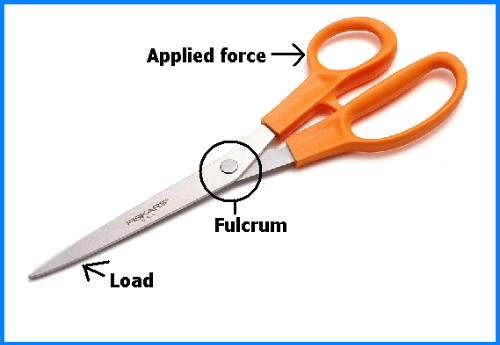 Applied force
Fulcrum
FISKARS
Load